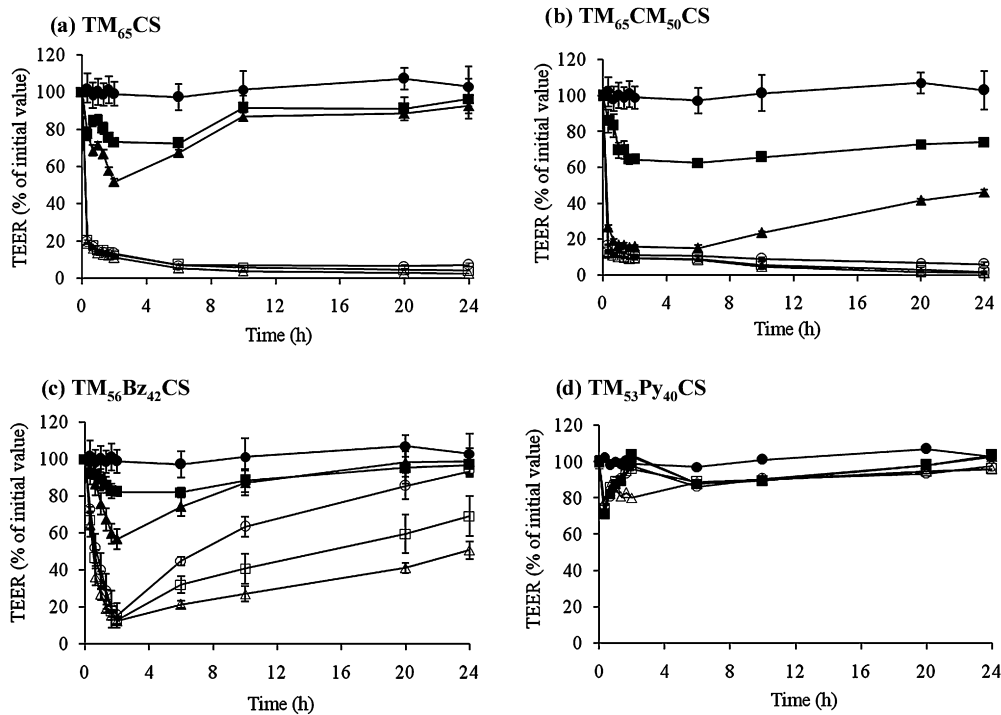 (a) TM65CS
TEER (% of initial value)
120
100
80
60
40
20
0
0 4 8 12 16 20 24
Time (h)
(b) TM65CM50CS
TEER (% of initial value)
120
100
80
60
40
20
0
0 4 8 12 16 20 24
Time (h)
(c) TM56Bz42CS
TEER (% of initial value)
120
100
80
60
40
20
0
0 4 8 12 16 20 24
Time (h)
(d) TM53Py40CS
TEER (% of initial value)
120
100
80
60
40
20
0
0 4 8 12 16 20 24
Time (h)